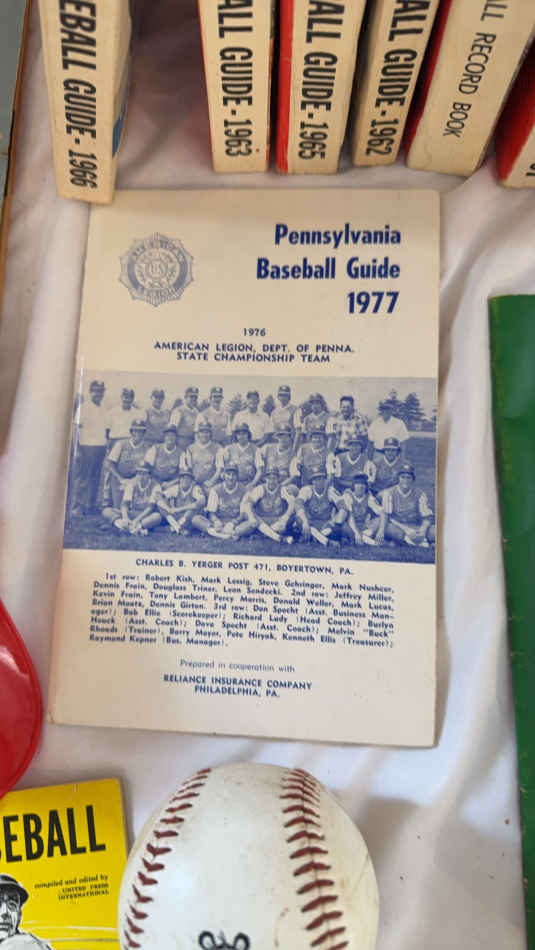 EBALL GUIDE - 1966
ALL GUIDE - 1963
ALL GUIDE - 1965
ALL GUIDE - 1962
ALL RECORD BOOK
AMERICAN
LEGION
Pennsylvania
Baseball Guide
1977
1976
AMERICAN LEGION, DEPT. OF PENNA.
STATE CHAMPIONSHIP TEAM
CHARLES B. YERGER POST 471, BOYERTOWN, PA.
1st row: Robert Kish, Mark Lessig, Steve Gehringer, Mark Nusheer,
Dennis Frain, Douglass Triner, Leon Sendecki. 2nd row: Jeffrey Miller,
Kevin Frain, Tony Lambert, Percy Morris, Donald Weller, Mark Lucas,
Brian Moatz, Dennis Girton. 3rd row: Don Specht (Asst. Business Man-
ager); Bob Ellis (Scorekeeper); Richard Ludy (Head Coach); Burlyn
Houck (Asst. Coach); Dave Specht (Asst. Coach); Melvin "Buck"
Rhoads (Trainer), Barry Moyer, Pete Hiryak, Kenneth Ellis (Treasurer);
Raymond Kepner (Bus. Manager).
Prepared in cooperation with
RELIANCE INSURANCE COMPANY
PHILADELPHIA, PA.
EBALL
compiled and edited by
UNITED PRESS
INTERNATIONAL